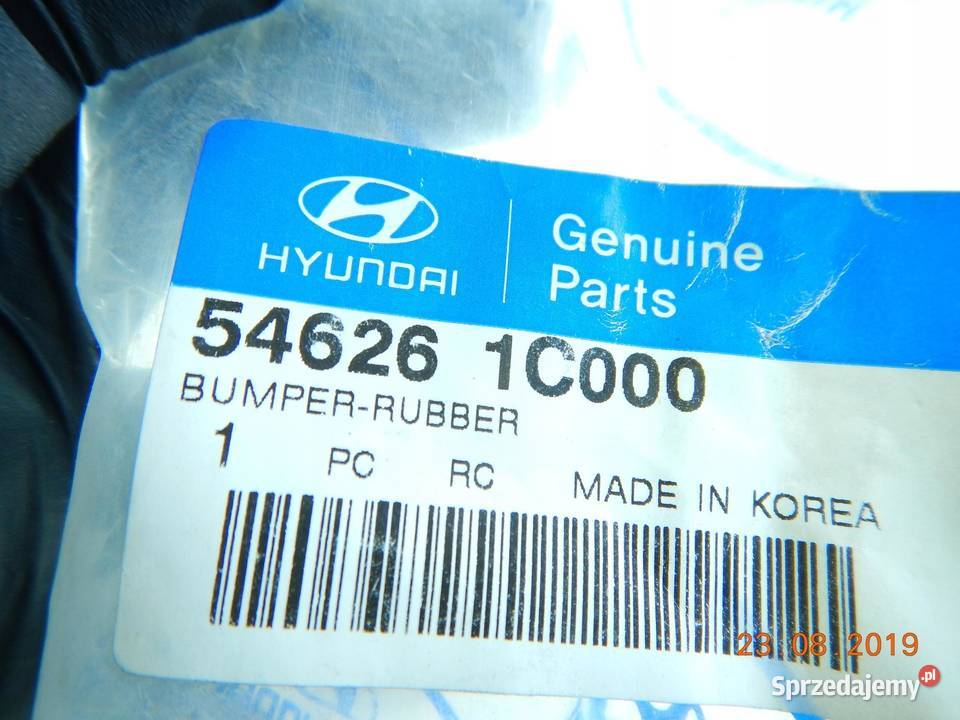 HYUNDAI
Genuine
Parts
54626 1C000
BUMPER-RUBBER
1 PC RC MADE IN KOREA
23 08 2019
Sprzedajemy.pl